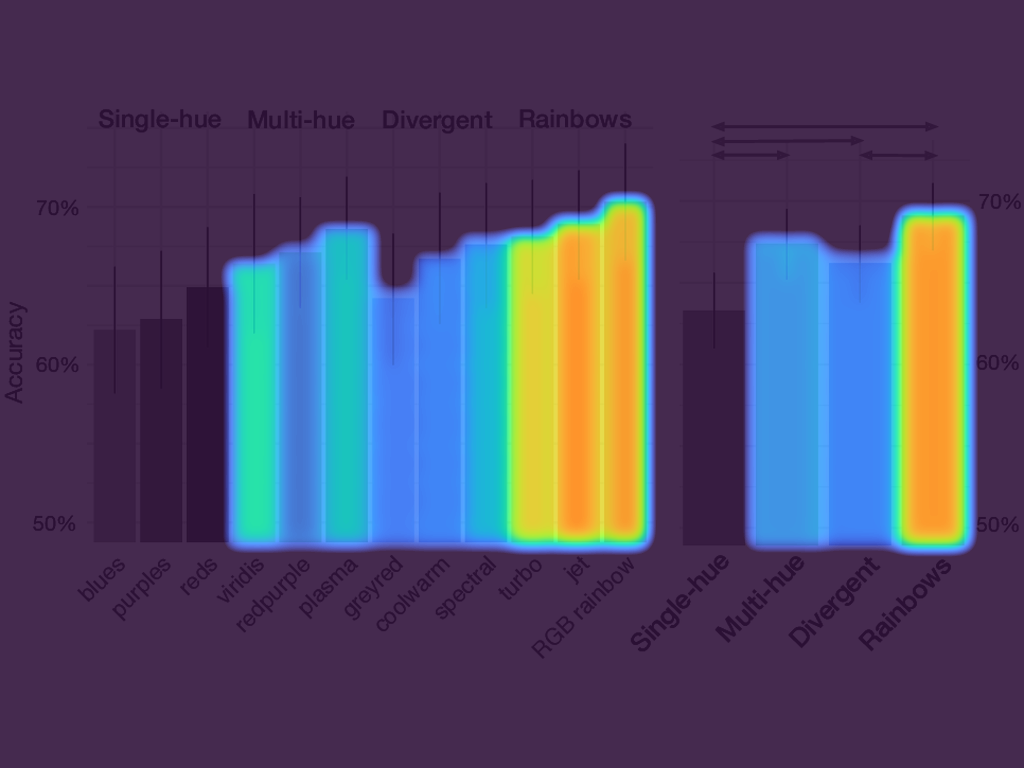 Single-hue Multi-hue Divergent Rainbows
70%
60%
50%
Accuracy
blues
purples
reds
viridis
redpurple
plasma
greyred
coolwarm
spectral
turbo
jet
RGB rainbow
70%
60%
50%
Single-hue
Multi-hue
Divergent
Rainbows